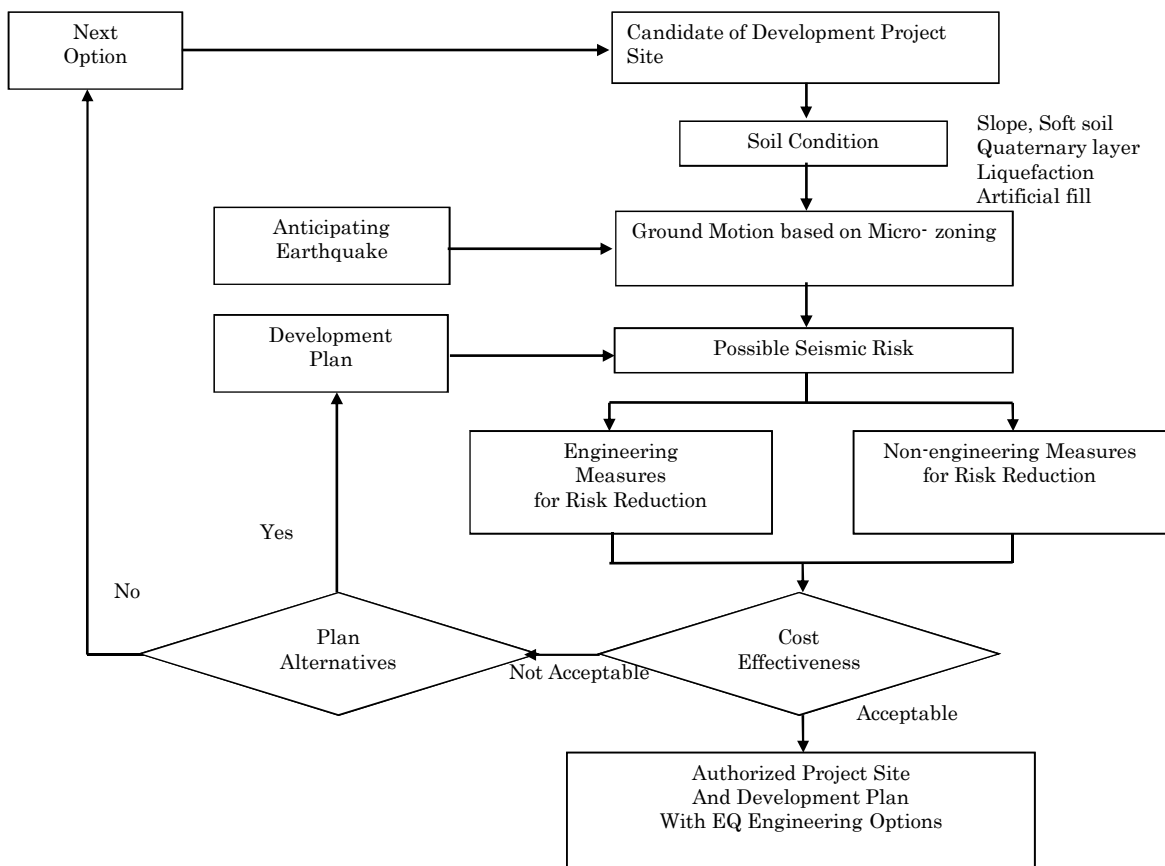 Next
Option
Candidate of Development Project
Site
Soil Condition
Slope, Soft soil
Quaternary layer
Liquefaction
Artificial fill
Anticipating
Earthquake
Ground Motion based on Micro- zoning
Development
Plan
Possible Seismic Risk
Engineering
Measures
for Risk Reduction
Non-engineering Measures
for Risk Reduction
Yes
No
Plan
Alternatives
Not Acceptable
Cost
Effectiveness
Acceptable
Authorized Project Site
And Development Plan
With EQ Engineering Options